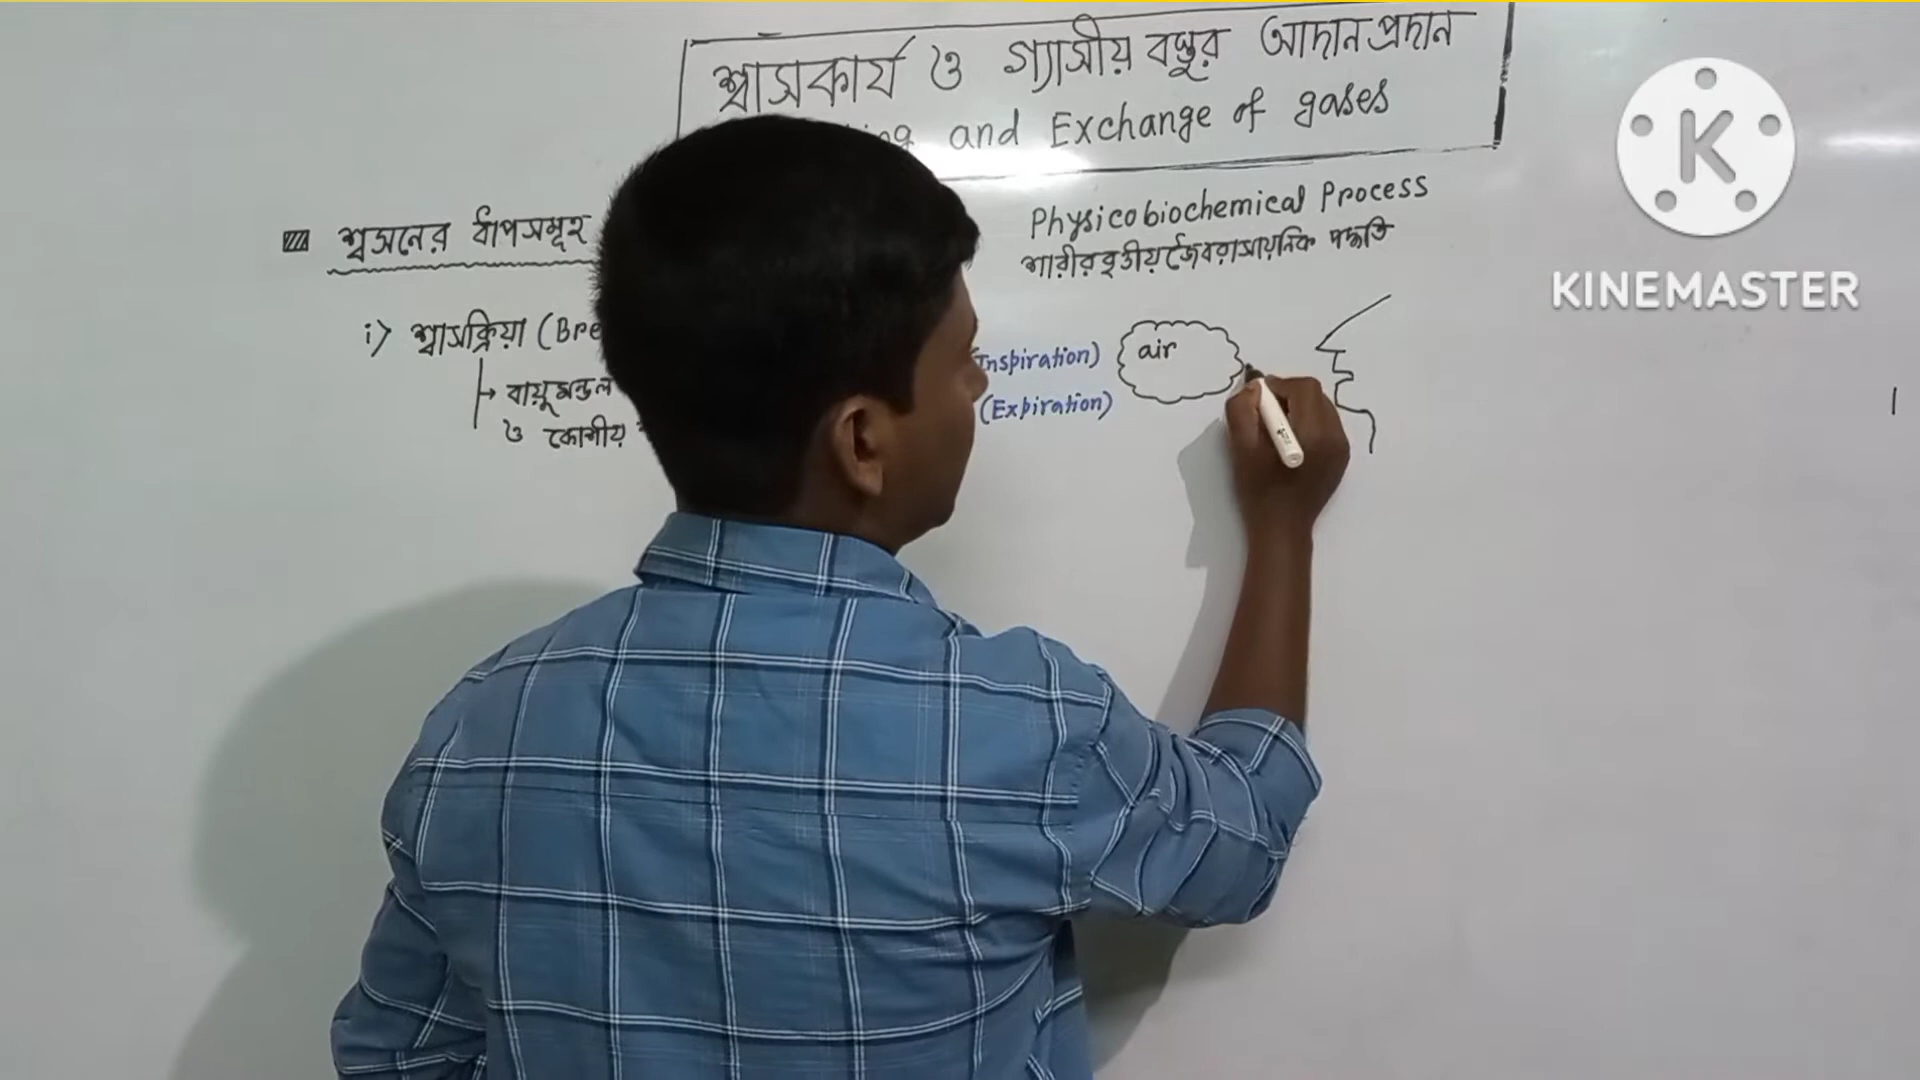 শ্বাসকার্য ও গ্যাসীয় বস্তুর আদান প্রদান
and Exchange of gases
Physicobiochemical Process
শারীরবৃত্তীয় জৈবরাসায়নিক পদ্ধতি
শ্বসনের ধাপসমূহ
i) শ্বাসক্রিয়া (Bre
(Inspiration)
air
→ বায়ুমন্ডল
(Expiration)
ও কোশীয়
K
KINEMASTER